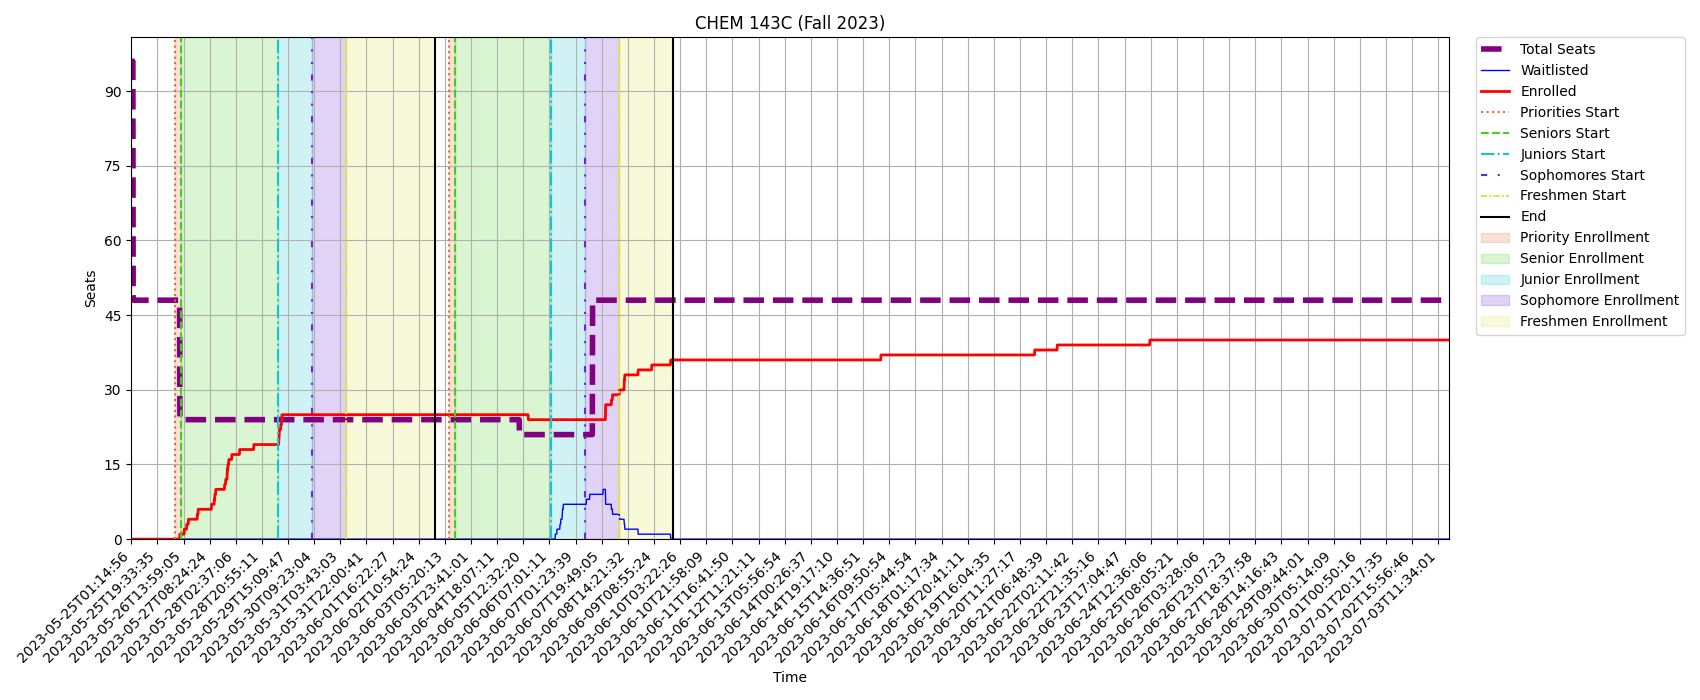 CHEM 143C (Fall 2023)
Seats
90
75
60
45
30
15
0
2023-05-25T01:14:56
2023-05-25T19:33:35
2023-05-26T13:59:05
2023-05-27T08:24:24
2023-05-28T02:37:06
2023-05-28T20:55:11
2023-05-29T15:09:47
2023-05-30T09:23:04
2023-05-31T03:43:03
2023-05-31T22:00:41
2023-06-01T16:22:27
2023-06-02T10:54:24
2023-06-03T05:20:13
2023-06-03T23:41:01
2023-06-04T18:07:11
2023-06-05T12:32:20
2023-06-06T07:01:11
2023-06-07T01:23:39
2023-06-07T19:49:05
2023-06-08T14:21:32
2023-06-09T08:55:24
2023-06-10T03:22:26
2023-06-10T21:58:09
2023-06-11T16:41:50
2023-06-12T11:21:11
2023-06-13T05:56:54
2023-06-14T00:26:37
2023-06-14T19:17:10
2023-06-15T14:36:51
2023-06-16T09:50:54
2023-06-17T05:44:54
2023-06-18T01:17:34
2023-06-18T20:41:11
2023-06-19T16:04:35
2023-06-20T11:27:17
2023-06-21T06:48:39
2023-06-22T02:11:42
2023-06-22T21:35:16
2023-06-23T17:04:47
2023-06-24T12:36:06
2023-06-25T08:05:21
2023-06-26T03:28:06
2023-06-26T23:07:23
2023-06-27T18:37:58
2023-06-28T14:16:43
2023-06-29T09:44:01
2023-06-30T05:14:09
2023-07-01T00:50:16
2023-07-01T20:17:35
2023-07-02T15:56:46
2023-07-03T11:34:01
Time
Total Seats
Waitlisted
Enrolled
Priorities Start
Seniors Start
Juniors Start
Sophomores Start
Freshmen Start
End
Priority Enrollment
Senior Enrollment
Junior Enrollment
Sophomore Enrollment
Freshmen Enrollment